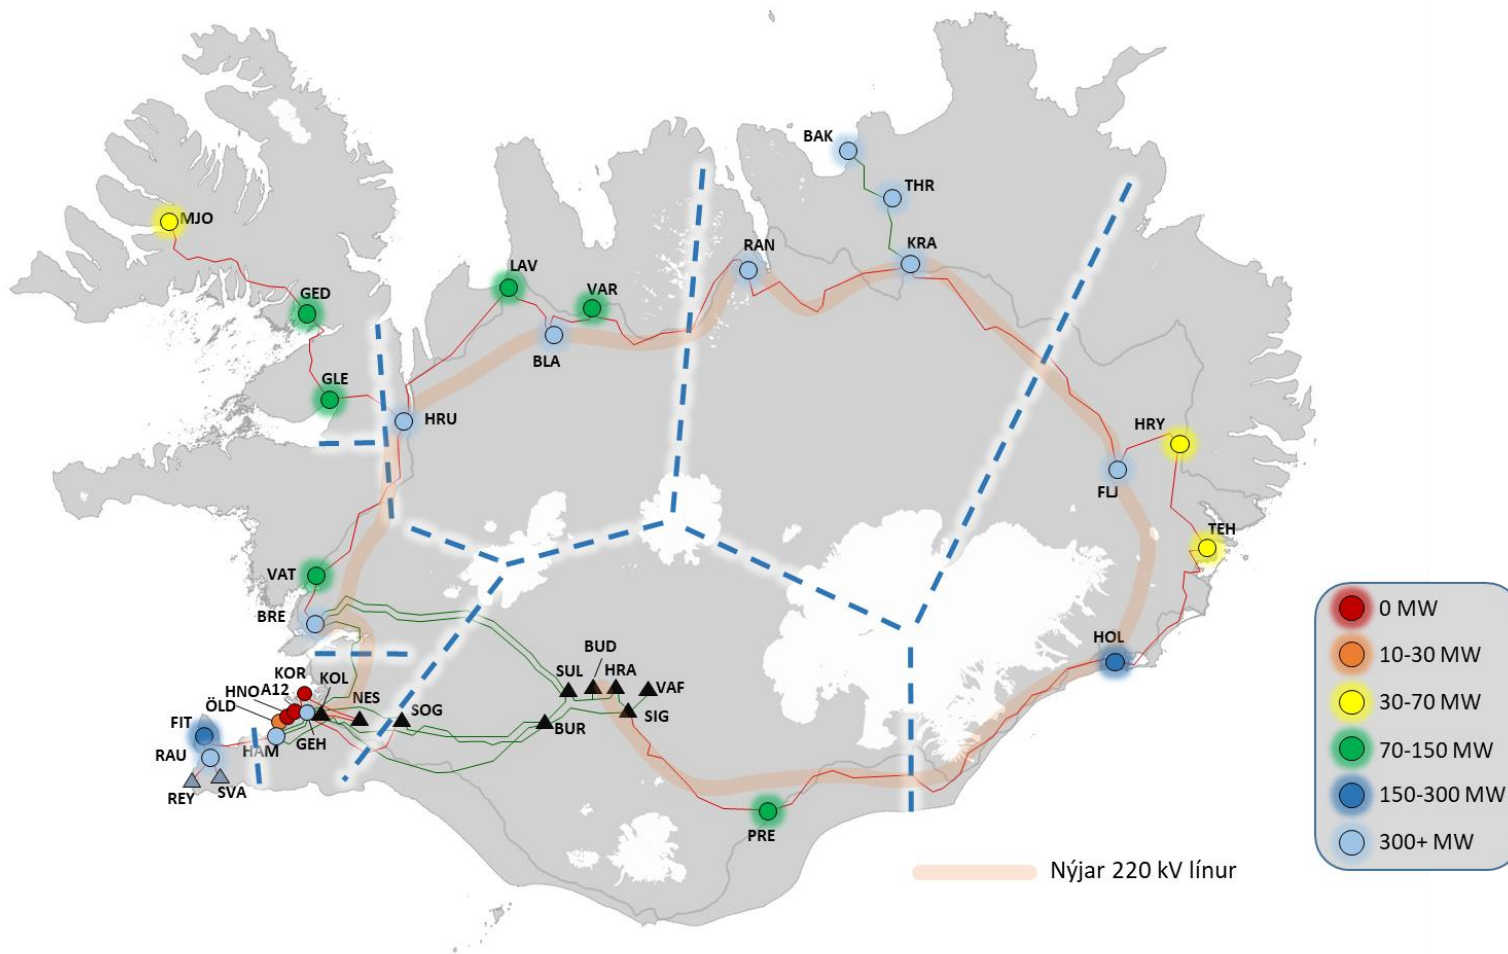 BAK
THR
MJO
RAN
KRA
LAV
GED
VAR
BLA
GLE
HRU
HRY
FLJ
TEH
VAT
BRE
HOL
BUD
SUL
HRA
VAF
KOR
KOL
HNO
A12
NES
ÖLD
SOG
SIG
FIT
BUR
GEH
HAM
RAU
REY
SVA
PRE
0 MW
10-30 MW
30-70 MW
70-150 MW
150-300 MW
300+ MW
Nýjar 220 kV línur